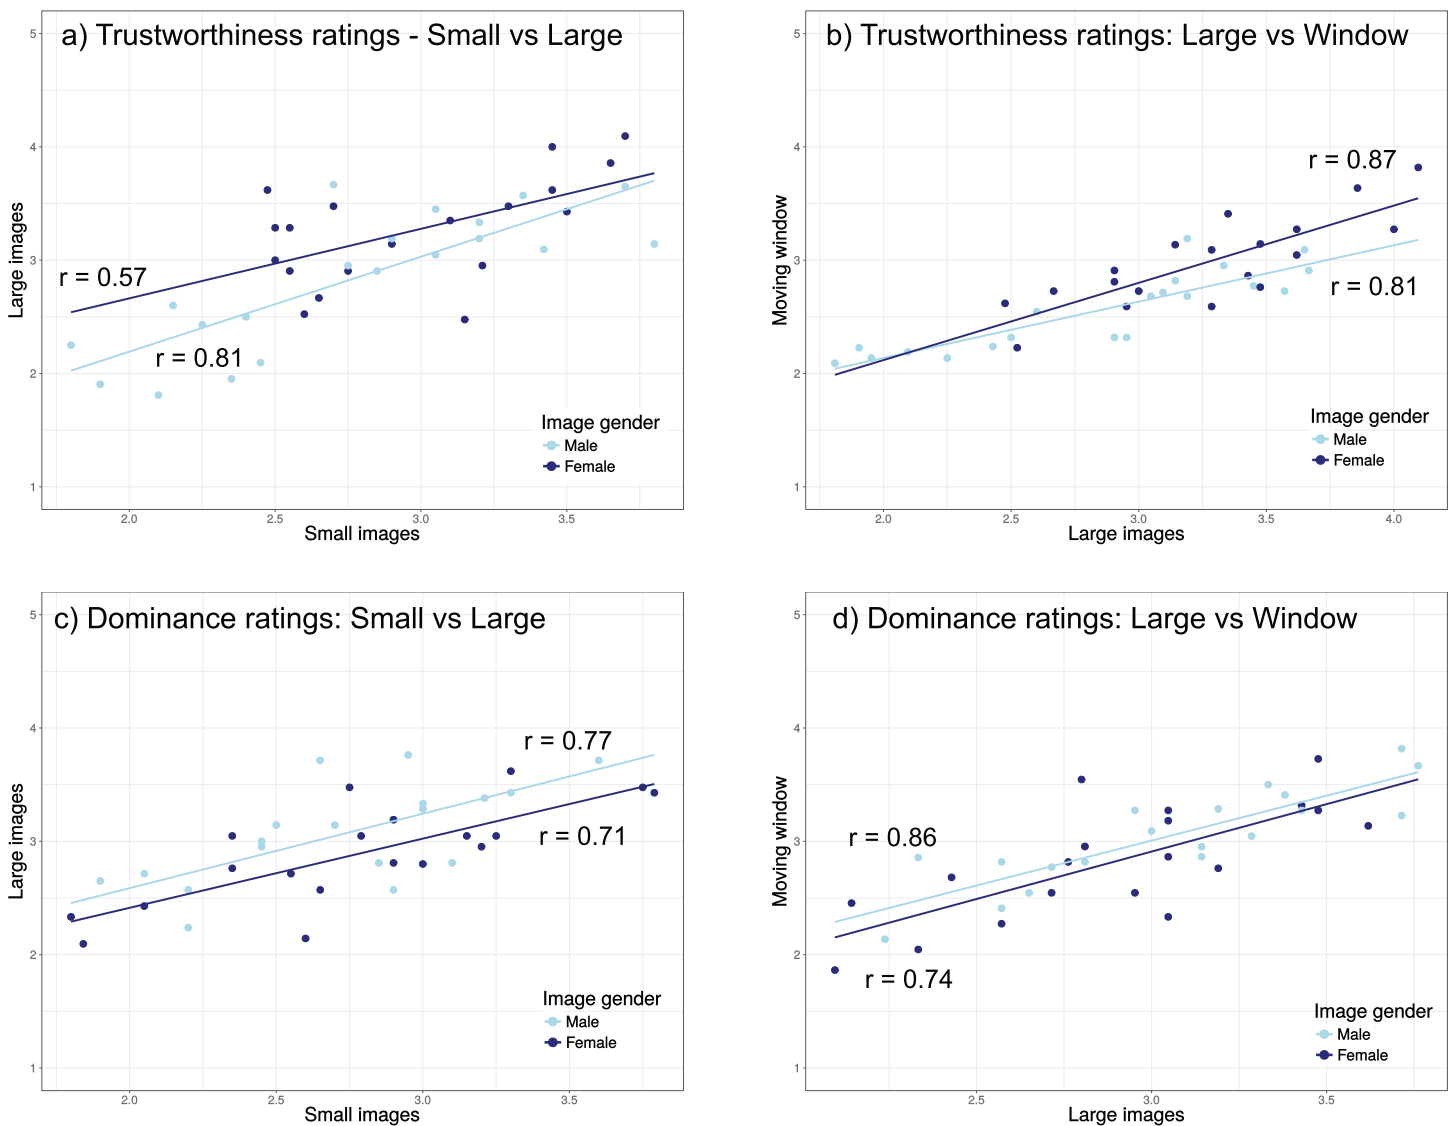 a) Trustworthiness ratings - Small vs Large
5
4
3
2
1
Large images
r = 0.57
r = 0.81
Image gender
Male
Female
2.0 2.5 3.0 3.5
Small images
b) Trustworthiness ratings: Large vs Window
5
4
3
2
1
Moving window
r = 0.87
r = 0.81
Image gender
Male
Female
2.0 2.5 3.0 3.5 4.0
Large images
c) Dominance ratings: Small vs Large
5
4
3
2
1
Large images
r = 0.77
r = 0.71
Image gender
Male
Female
2.0 2.5 3.0 3.5
Small images
d) Dominance ratings: Large vs Window
5
4
3
2
1
Moving window
r = 0.86
r = 0.74
Image gender
Male
Female
2.5 3.0 3.5
Large images